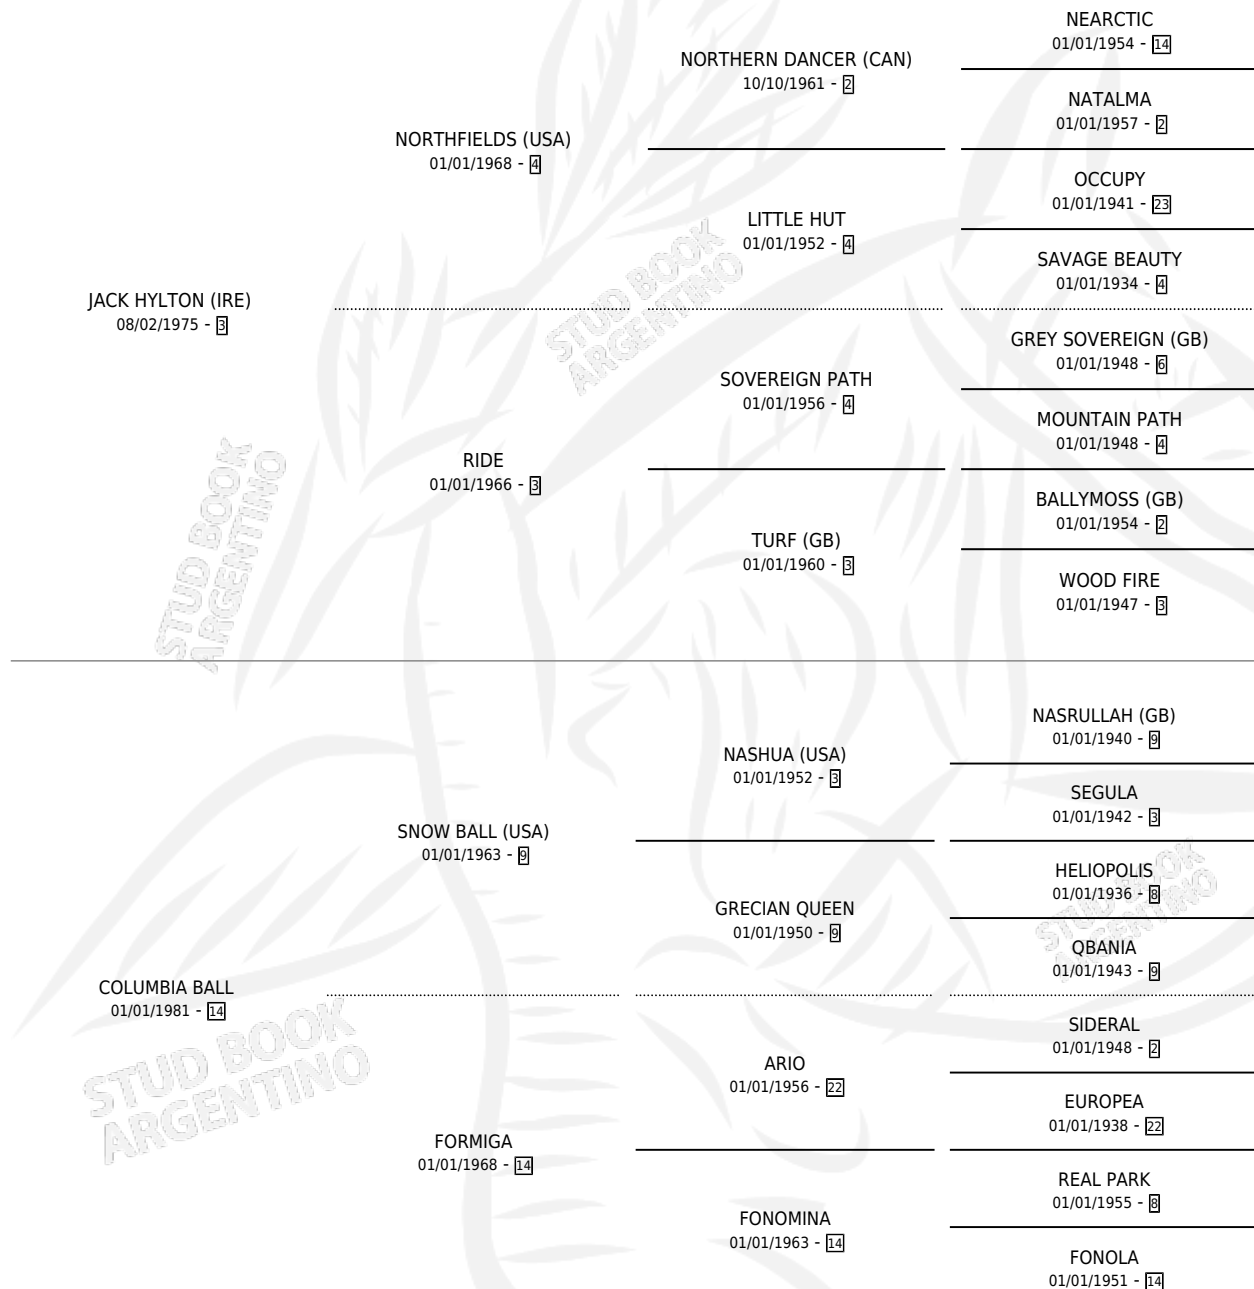 NEARCTIC
01/01/1954 - 14
NORTHERN DANCER (CAN)
10/10/1961 - 2
NATALMA
01/01/1957 - 2
NORTHFIELDS (USA)
01/01/1968 - 4
OCCUPY
01/01/1941 - 23
LITTLE HUT
01/01/1952 - 4
SAVAGE BEAUTY
01/01/1934 - 4
JACK HYLTON (IRE)
08/02/1975 - 3
GREY SOVEREIGN (GB)
01/01/1948 - 6
SOVEREIGN PATH
01/01/1956 - 4
MOUNTAIN PATH
01/01/1948 - 4
RIDE
01/01/1966 - 3
BALLYMOSS (GB)
01/01/1954 - 2
TURF (GB)
01/01/1960 - 3
WOOD FIRE
01/01/1947 - 3
NASRULLAH (GB)
01/01/1940 - 9
NASHUA (USA)
01/01/1952 - 3
SEGULA
01/01/1942 - 3
SNOW BALL (USA)
01/01/1963 - 9
HELIOPOLIS
01/01/1936 - 8
GRECIAN QUEEN
01/01/1950 - 9
QBANIA
01/01/1943 - 9
COLUMBIA BALL
01/01/1981 - 14
SIDERAL
01/01/1948 - 2
ARIO
01/01/1956 - 22
EUROPEA
01/01/1938 - 22
FORMIGA
01/01/1968 - 14
REAL PARK
01/01/1955 - 8
FONOMINA
01/01/1963 - 14
FONOLA
01/01/1951 - 14
STUD BOOK
ARGENTINO
STUD BOOK
ARGENTINO
STUD BOOK
ARGENTINO
STUD BOOK
ARGENTINO